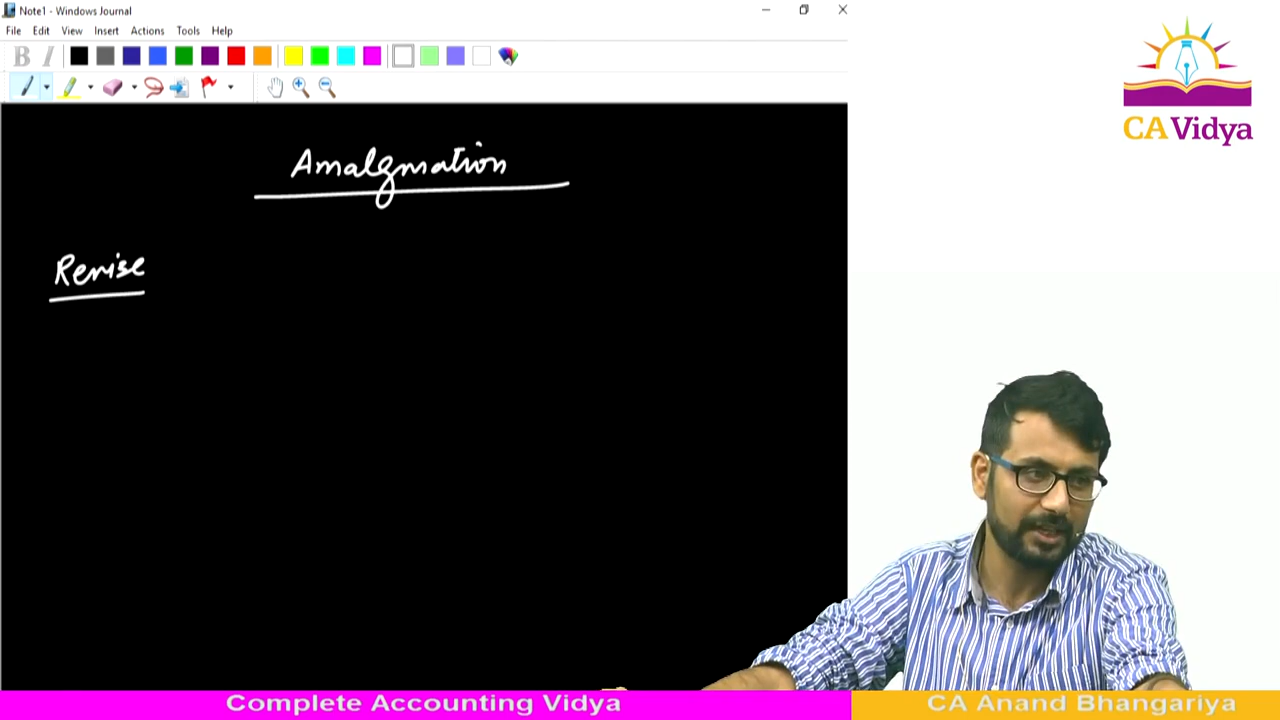 Note1 - Windows Journal
File Edit View Insert Actions Tools Help
B I
CA Vidya
Amalgmation
Revise
Complete Accounting Vidya
CA Anand Bhangariya